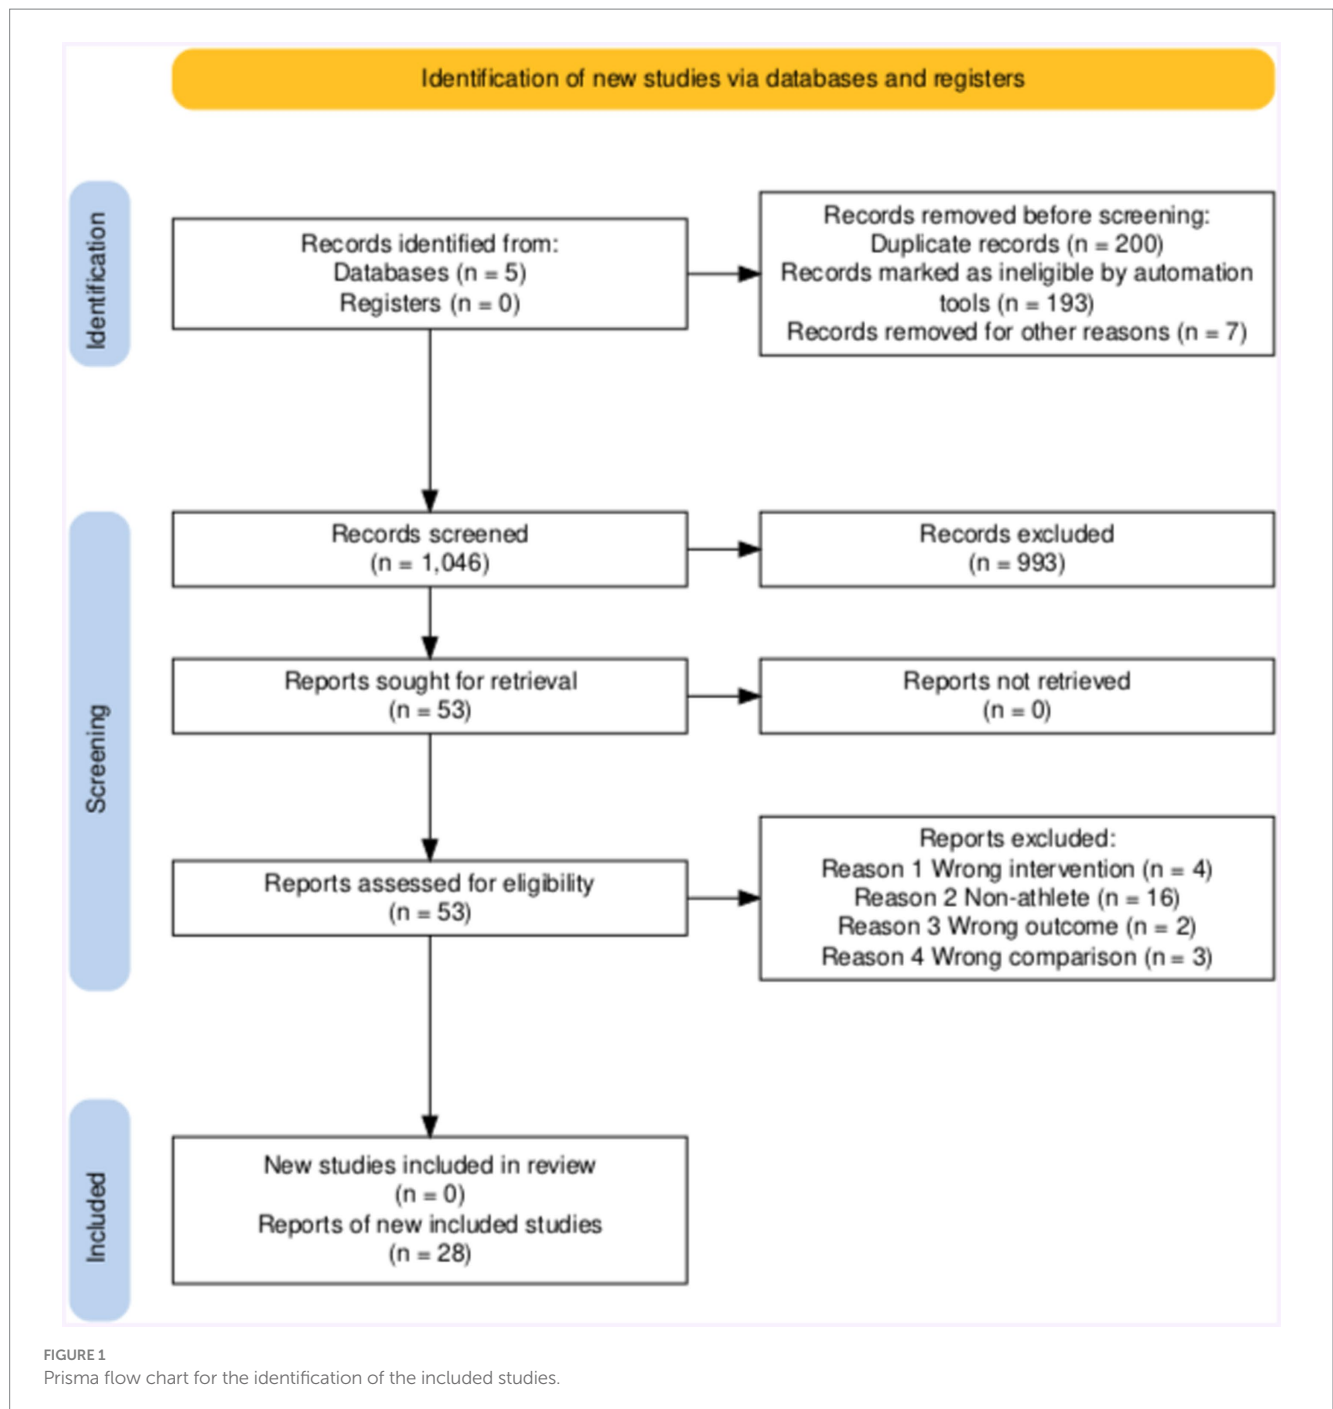 Identification of new studies via databases and registers
Identification
Records identified from:
Databases (n = 5)
Registers (n = 0)
Records removed before screening:
Duplicate records (n = 200)
Records marked as ineligible by automation
tools (n = 193)
Records removed for other reasons (n = 7)
Screening
Records screened
(n = 1,046)
Records excluded
(n = 993)
Reports sought for retrieval
(n = 53)
Reports not retrieved
(n = 0)
Reports assessed for eligibility
(n = 53)
Reports excluded:
Reason 1 Wrong intervention (n = 4)
Reason 2 Non-athlete (n = 16)
Reason 3 Wrong outcome (n = 2)
Reason 4 Wrong comparison (n = 3)
Included
New studies included in review
(n = 0)
Reports of new included studies
(n = 28)
FIGURE 1
Prisma flow chart for the identification of the included studies.